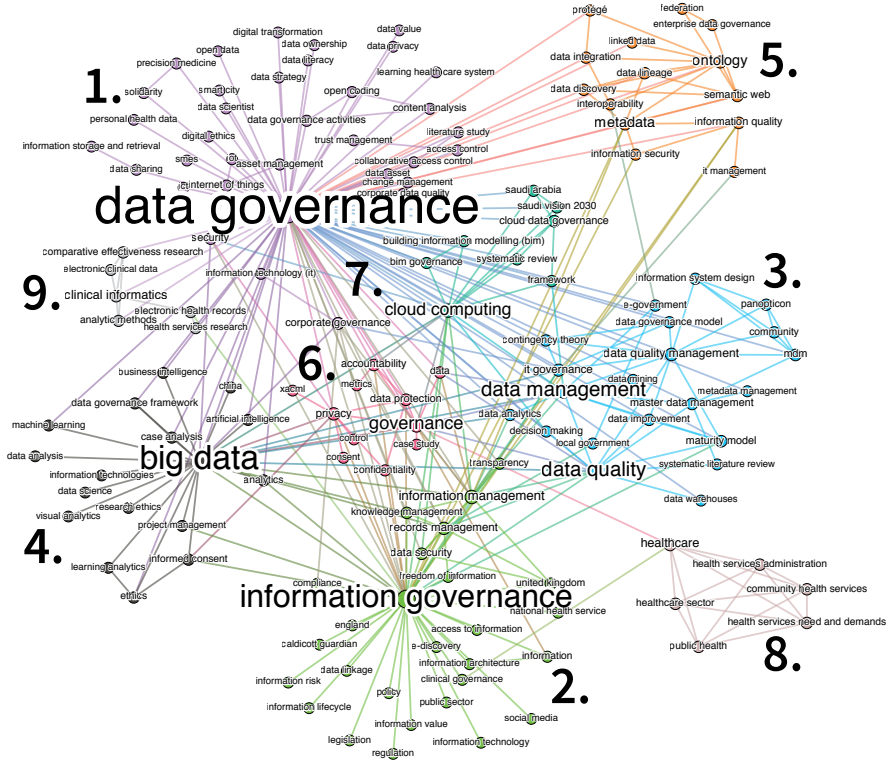 protégé
federation
enterprise data governance
digital transformation
data value
data ownership
data privacy
linked data
open data
data literacy
data integration
ontology
5.
precision medicine
data strategy
learning health care system
data lineage
1.
solidarity
smart city
open coding
data discovery
semantic web
data scientist
content analysis
interoperability
personal health data
data governance activities
metadata
information quality
digital ethics
literature study
trust management
information storage and retrieval
access control
information security
smes
iot
asset management
collaborative access control
data sharing
data asset
it management
internet of things
change management
corporate data quality
saudi arabia
data governance
saudi vision 2030
cloud data governance
security
building information modelling (bim)
comparative effectiveness research
bim governance
systematic review
electronic clinical data
information technology (it)
7.
framework
information system design
3.
9.
clinical informatics
electronic health records
cloud computing
e-government
panopticon
analytic methods
health services research
corporate governance
data governance model
community
contingency theory
6.
accountability
data quality management
mdm
business intelligence
data
it governance
china
xacml
metrics
data management
data mining
metadata management
data governance framework
data protection
master data management
machine learning
artificial intelligence
privacy
governance
data analytics
data improvement
case analysis
control
case study
decision making
local government
maturity model
data analysis
big data
consent
confidentiality
transparency
data quality
systematic literature review
information technologies
analytics
data science
information management
data warehouses
research ethics
visual analytics
knowledge management
project management
records management
4.
informed consent
data security
healthcare
learning analytics
freedom of information
health services administration
compliance
united kingdom
community health services
ethics
information governance
healthcare sector
national health service
england
access to information
health services need and demands
caldicott guardian
e-discovery
public health
information architecture
information
8.
data linkage
clinical governance
information risk
2.
policy
public sector
information lifecycle
information value
social media
legislation
information technology
regulation